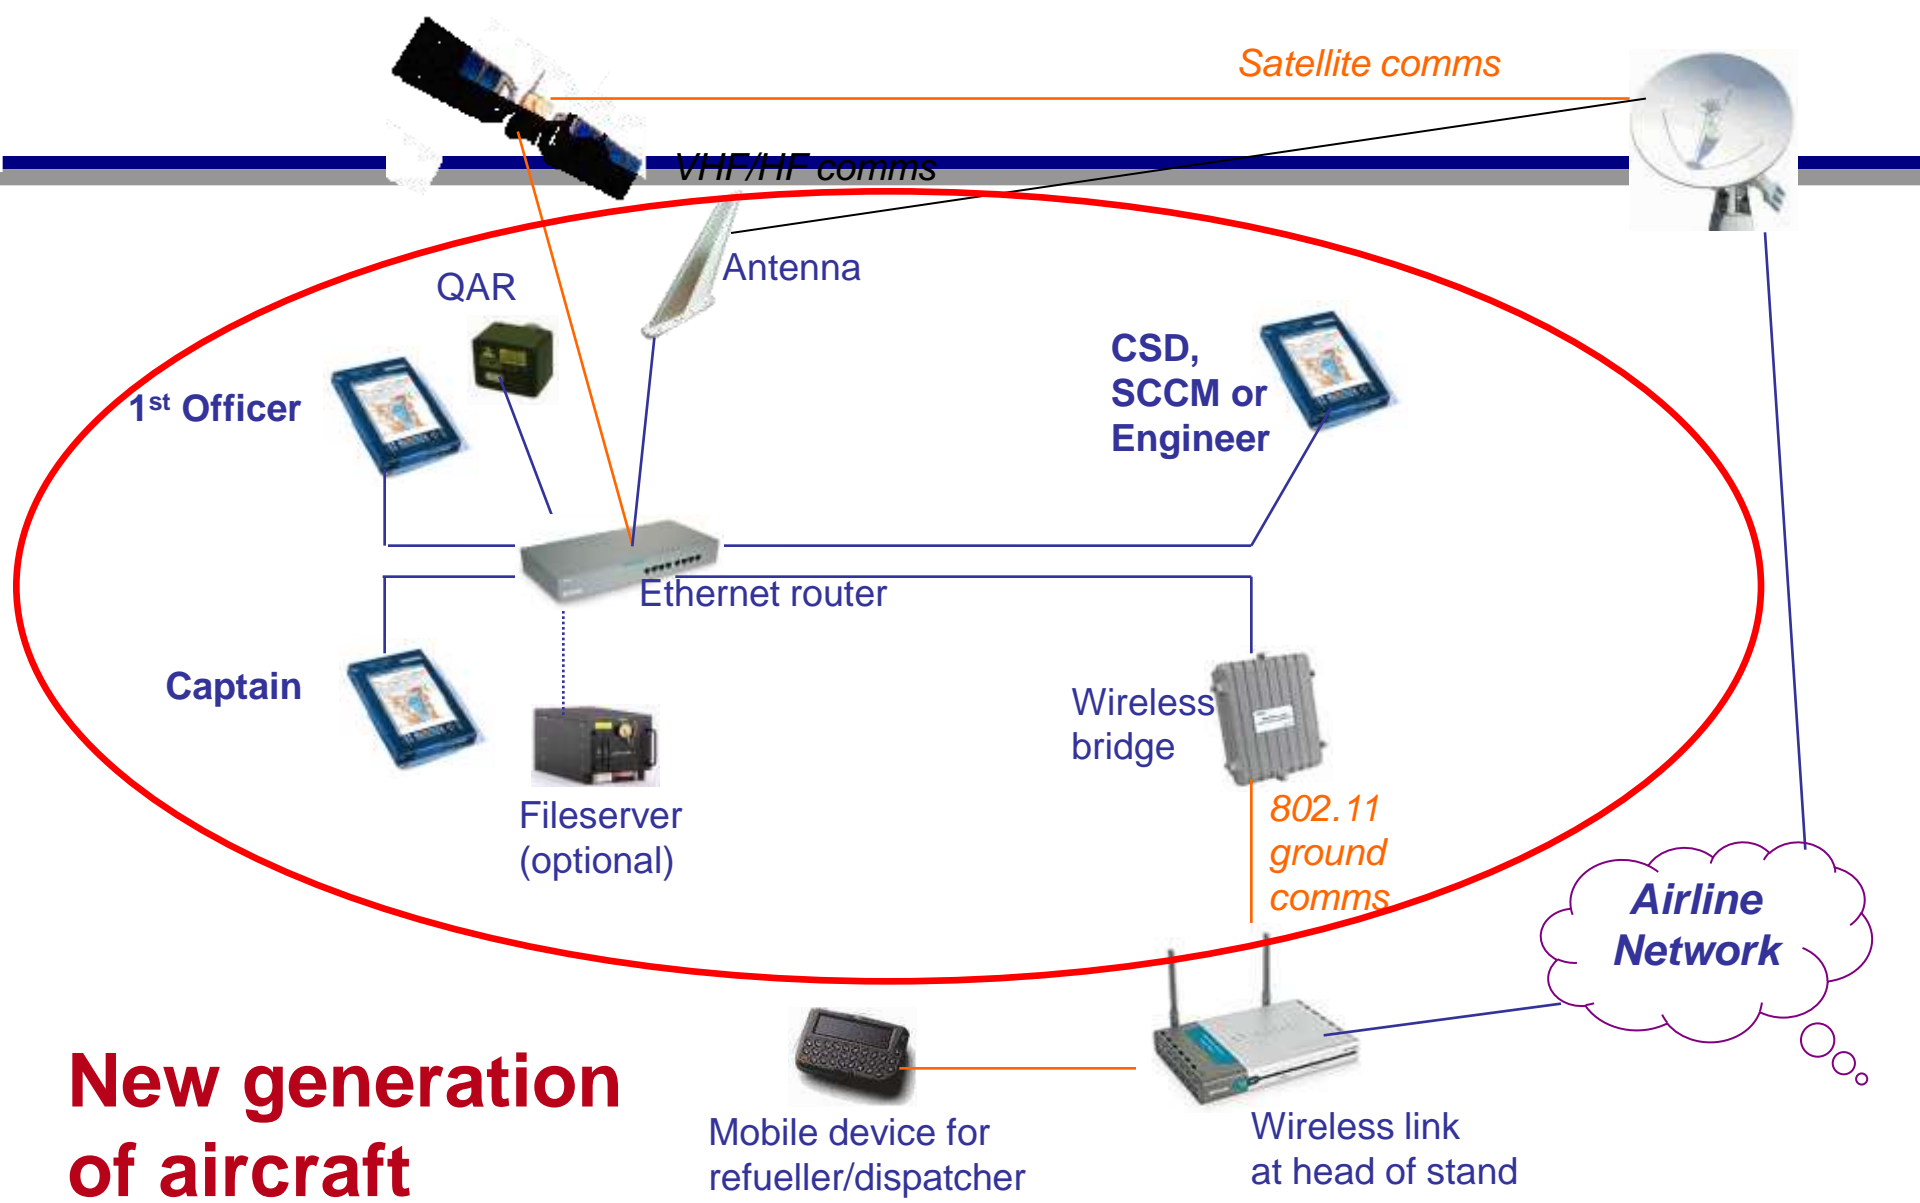 Satellite comms
VHF/HF comms
Antenna
QAR
CSD,
SCCM or
Engineer
1st Officer
Ethernet router
Captain
Wireless
bridge
Fileserver
(optional)
802.11
ground
comms
Airline
Network
New generation
of aircraft
Mobile device for
refueller/dispatcher
Wireless link
at head of stand